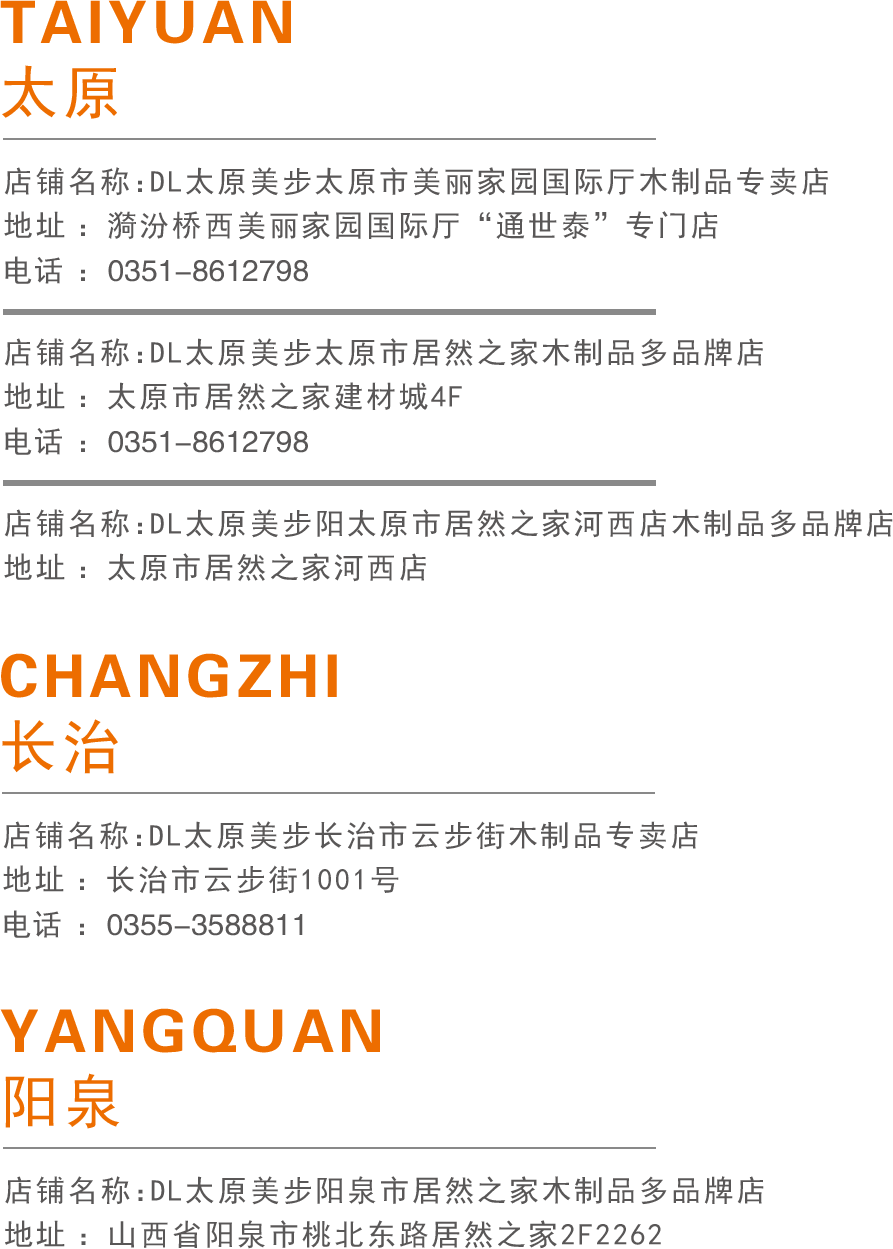 TAIYUAN
太原
店铺名称:DL太原美步太原市美丽家园国际厅木制品专卖店
地址 : 漪汾桥西美丽家园国际厅“通世泰”专门店
电话 : 0351-8612798
店铺名称:DL太原美步太原市居然之家木制品多品牌店
地址 : 太原市居然之家建材城4F
电话 : 0351-8612798
店铺名称:DL太原美步阳太原市居然之家河西店木制品多品牌店
地址 : 太原市居然之家河西店
CHANGZHI
长治
店铺名称:DL太原美步长治市云步街木制品专卖店
地址 : 长治市云步街1001号
电话 : 0355-3588811
YANGQUAN
阳泉
店铺名称:DL太原美步阳泉市居然之家木制品多品牌店
地址 : 山西省阳泉市桃北东路居然之家2F2262